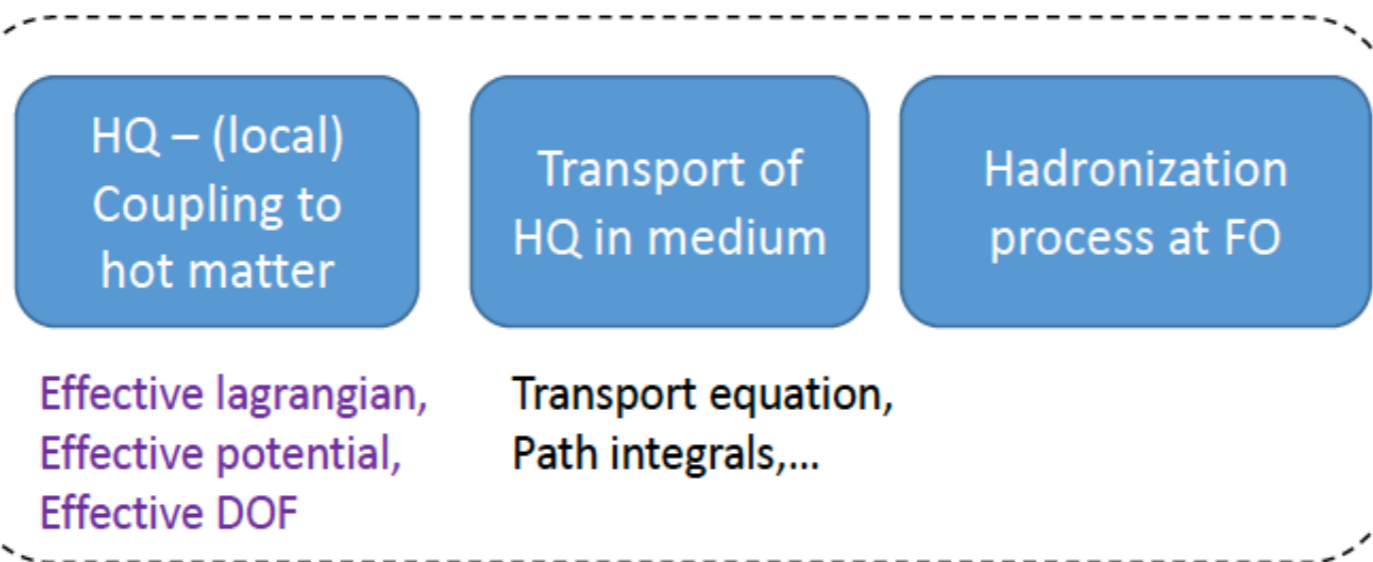 HQ – (local)
Coupling to
hot matter
Transport of
HQ in medium
Hadronization
process at FO
Effective lagrangian,
Effective potential,
Effective DOF
Transport equation,
Path integrals,...